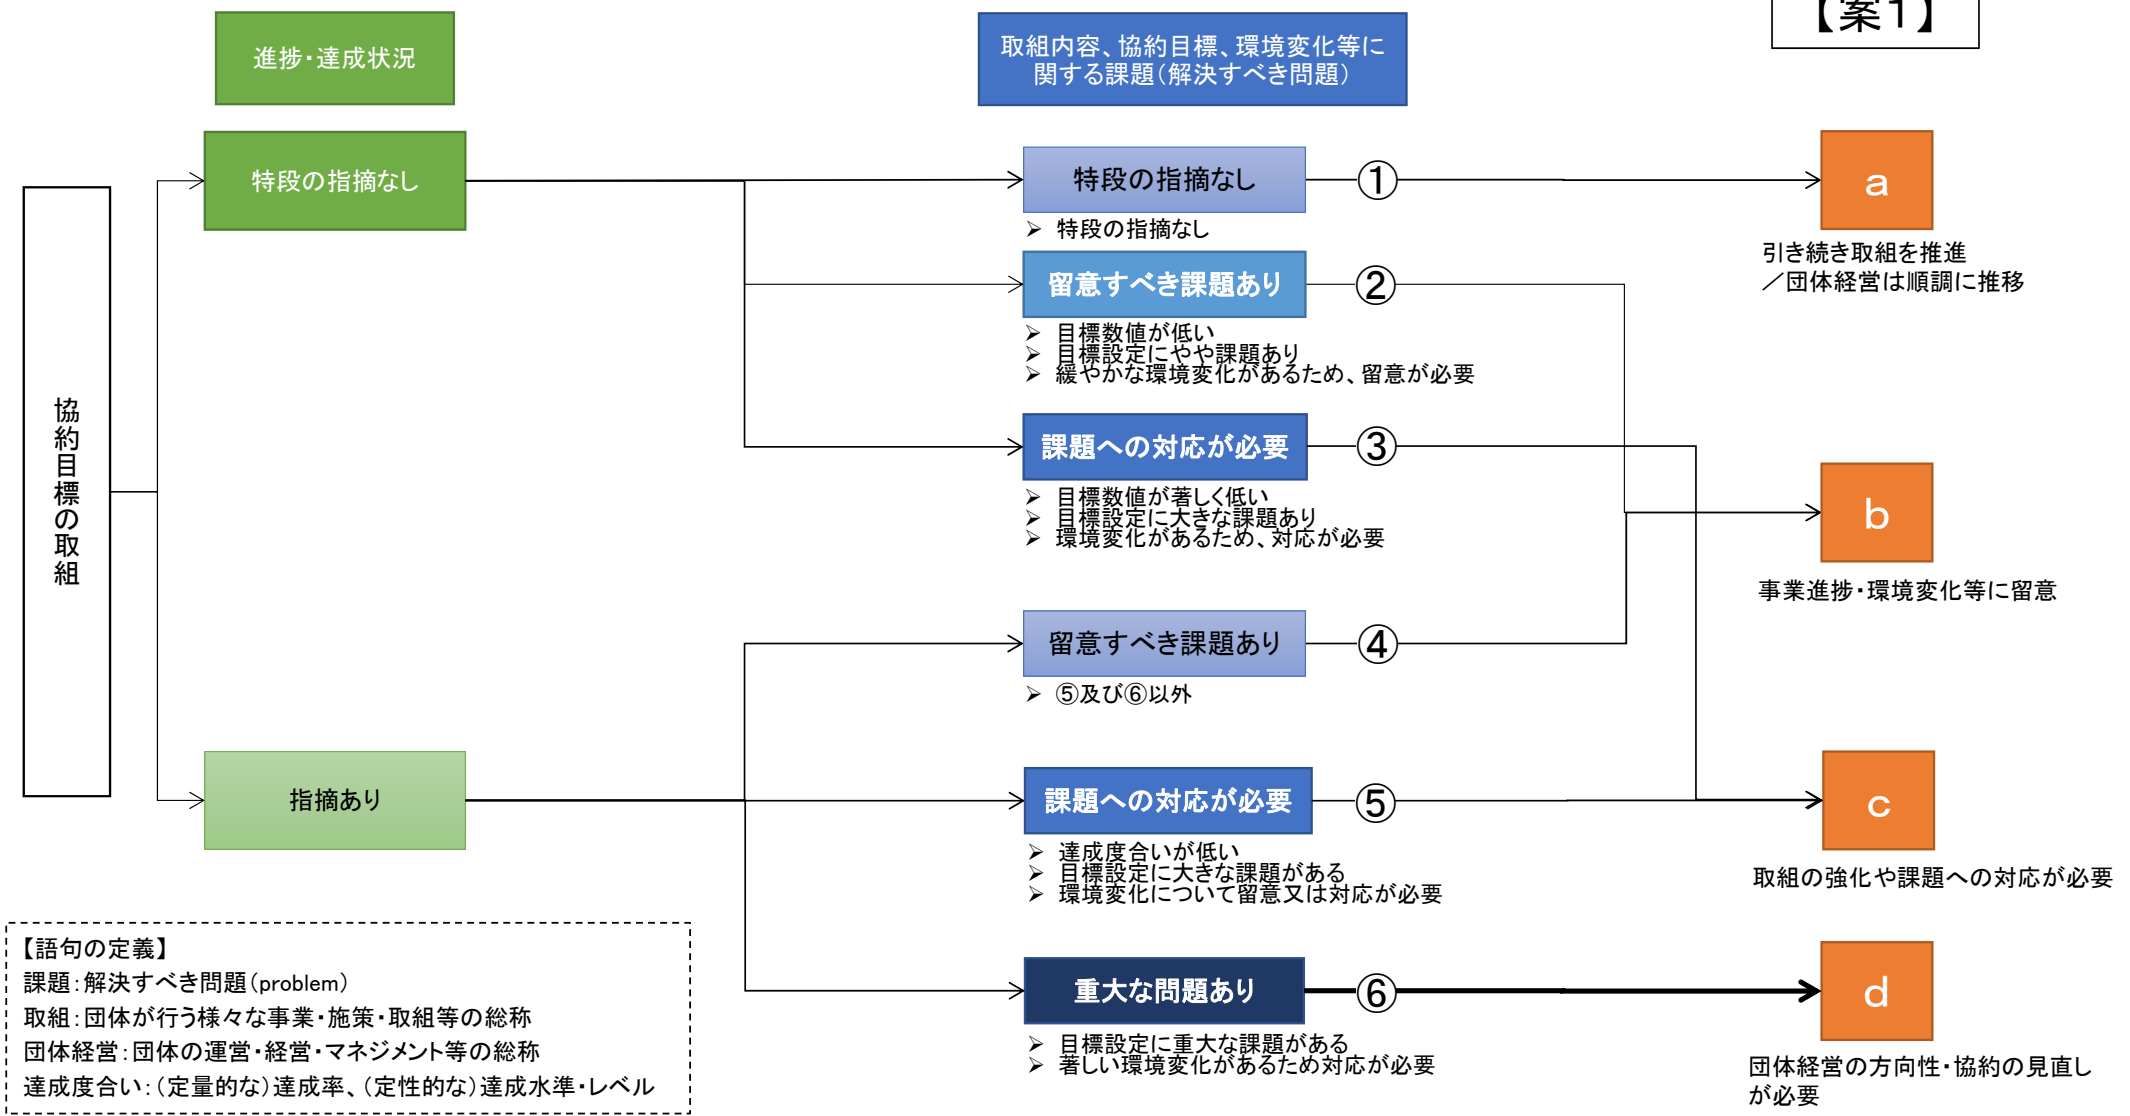 【案１】
進捗・達成状況
取組内容、協約目標、環境変化等に
関する課題（解決すべき問題）
協約目標の取組
特段の指摘なし
特段の指摘なし
①
a
➢ 特段の指摘なし
引き続き取組を推進
／団体経営は順調に推移
留意すべき課題あり
②
➢ 目標数値が低い
➢ 目標設定にやや課題あり
➢ 緩やかな環境変化があるため、留意が必要
課題への対応が必要
③
➢ 目標数値が著しく低い
➢ 目標設定に大きな課題あり
➢ 環境変化があるため、対応が必要
b
事業進捗・環境変化等に留意
留意すべき課題あり
④
➢ ⑤及び⑥以外
指摘あり
課題への対応が必要
⑤
c
➢ 達成度合いが低い
➢ 目標設定に大きな課題がある
➢ 環境変化について留意又は対応が必要
取組の強化や課題への対応が必要
重大な問題あり
⑥
d
➢ 目標設定に重大な課題がある
➢ 著しい環境変化があるため対応が必要
団体経営の方向性・協約の見直し
が必要
【語句の定義】
課題：解決すべき問題（problem）
取組：団体が行う様々な事業・施策・取組等の総称
団体経営：団体の運営・経営・マネジメント等の総称
達成度合い：（定量的な）達成率、（定性的な）達成水準・レベル